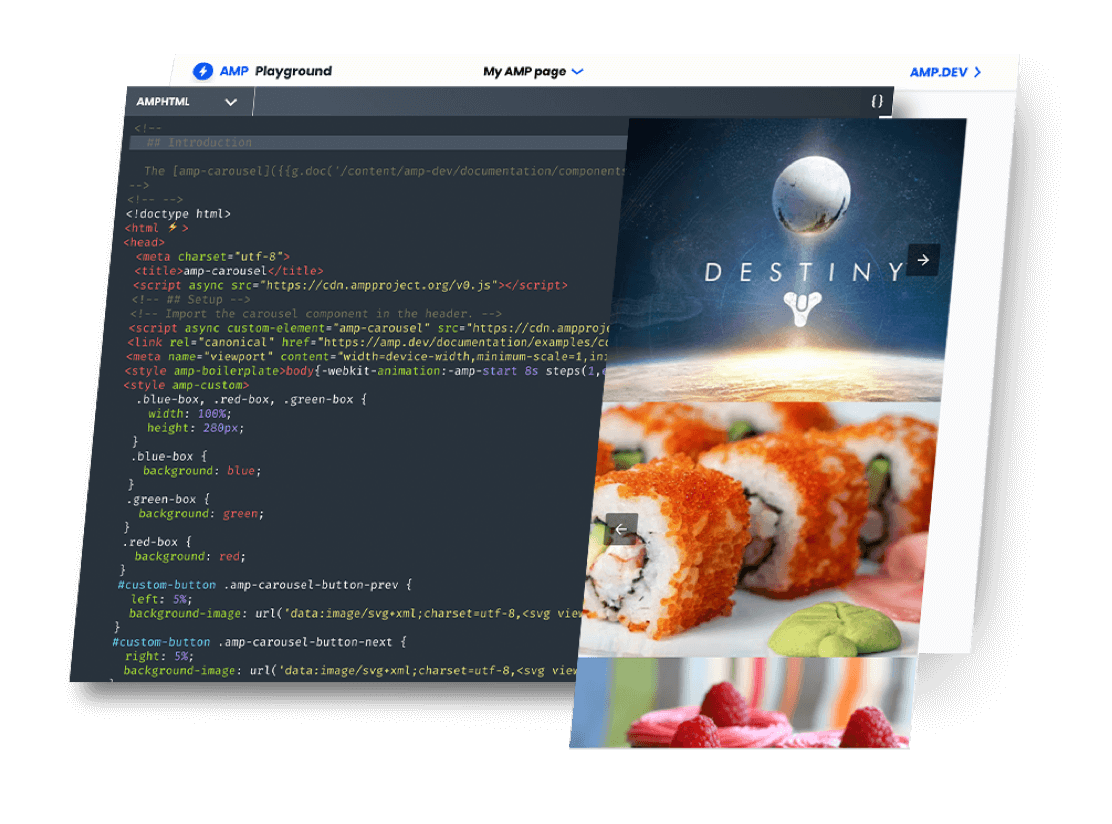 AMP Playground
My AMP page
AMP.DEV
AMPHTML
{}
<!--
## Introduction
The [amp-carousel]({{g.doc('/content/amp-dev/documentation/components
-->
<!-- -->
<!doctype html>
<html ⚡>
<head>
<meta charset="utf-8">
<title>amp-carousel</title>
<script async src="https://cdn.ampproject.org/v0.js"></script>
<!-- ## Setup -->
<!-- Import the carousel component in the header. -->
<script async custom-element="amp-carousel" src="https://cdn.ampproje
<link rel="canonical" href="https://amp.dev/documentation/examples/co
<meta name="viewport" content="width=device-width,minimum-scale=1,ini
<style amp-boilerplate>body{-webkit-animation:-amp-start 8s steps(1,e
<style amp-custom>
.blue-box, .red-box, .green-box {
width: 100%;
height: 280px;
}
.blue-box {
background: blue;
}
.green-box {
background: green;
}
.red-box {
background: red;
}
#custom-button .amp-carousel-button-prev {
left: 5%;
background-image: url('data:image/svg+xml;charset=utf-8,<svg view
}
#custom-button .amp-carousel-button-next {
right: 5%;
background-image: url('data:image/svg+xml;charset=utf-8,<svg view
DESTINY